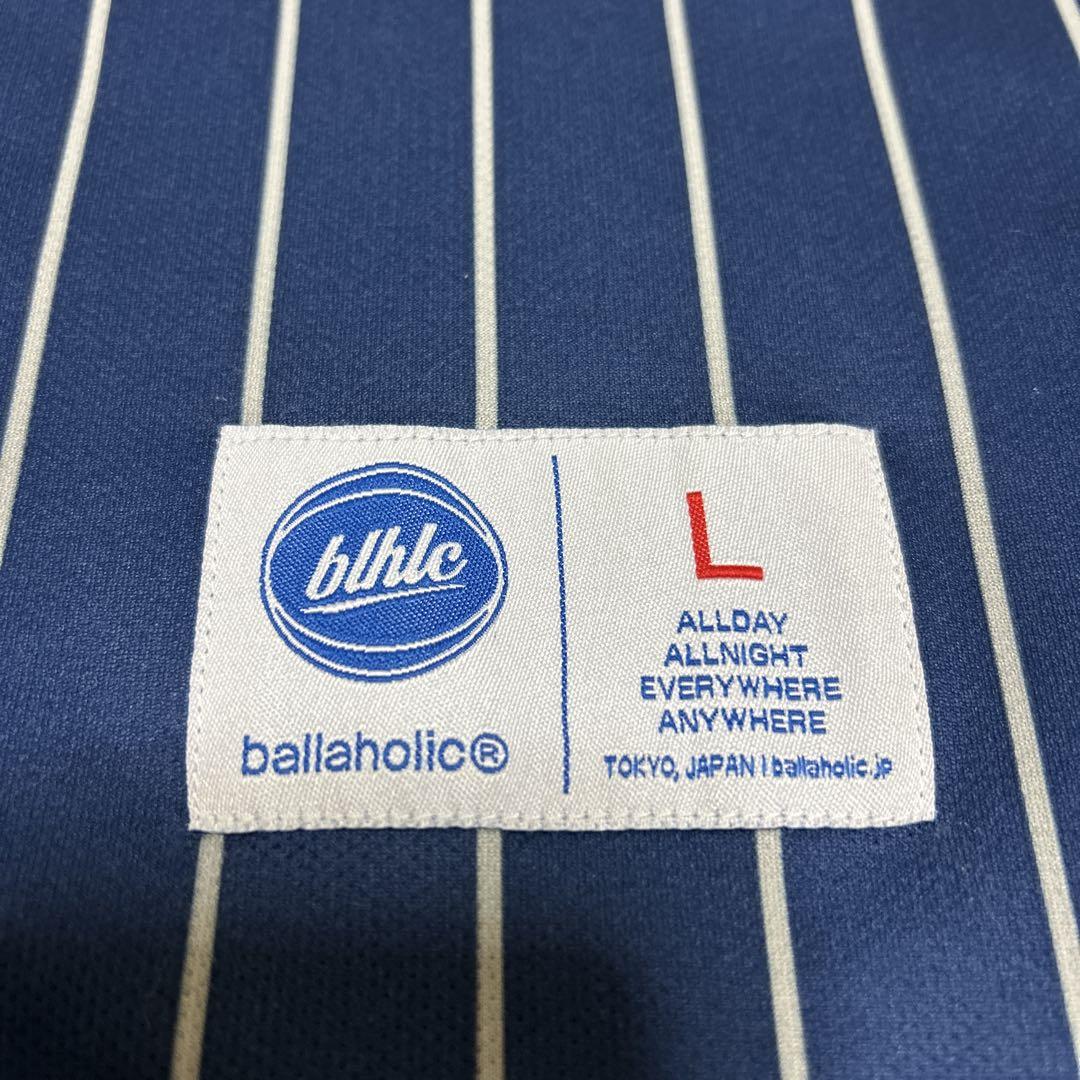 blhlc
ballaholic®
L
ALLDAY
ALLNIGHT
EVERYWHERE
ANYWHERE
TOKYO, JAPAN | ballaholic.jp